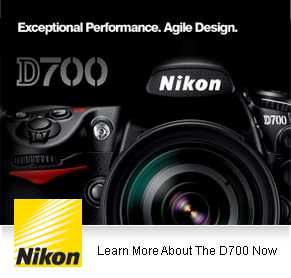 Exceptional Performance. Agile Design.
D700
Nikon
D700
Nikon
Learn More About The D700 Now